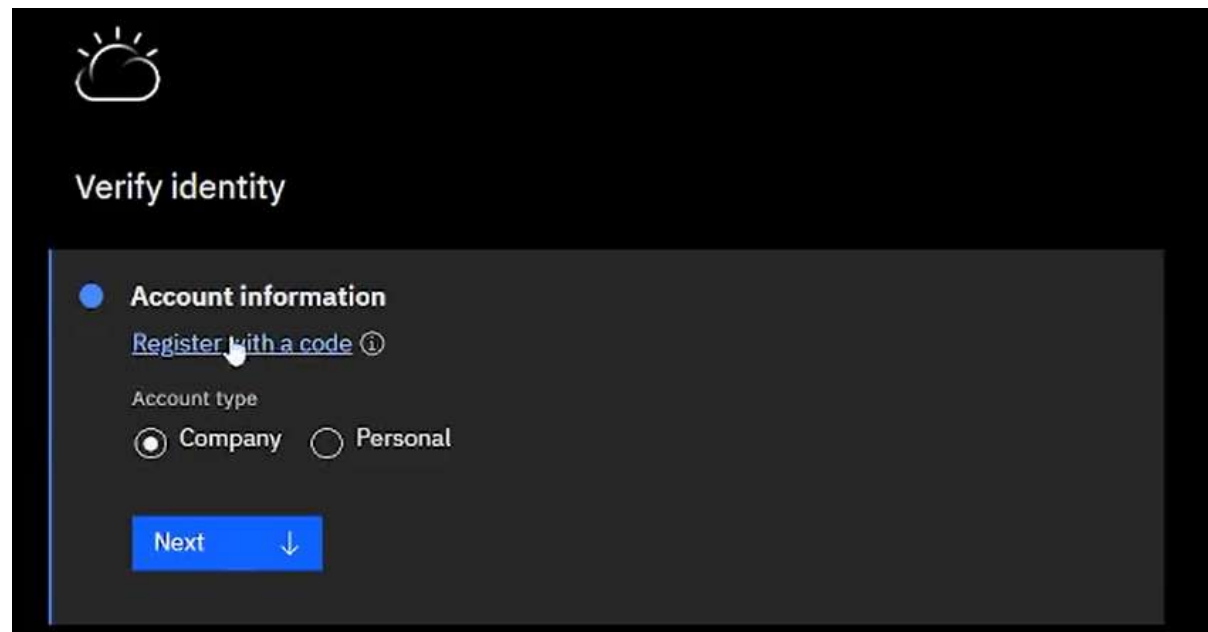 Verify identity
Account information
Register with a code
Account type
Company Personal
Next